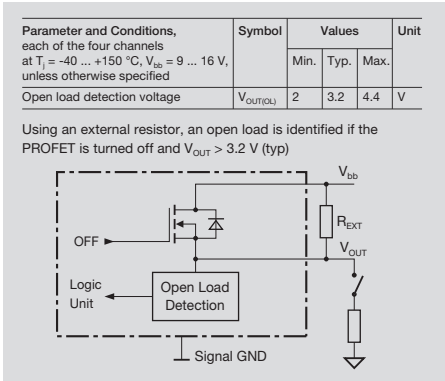 Parameter and Conditions,
each of the four channels
at Tj = -40 ... +150 °C, Vbb = 9 ... 16 V,
unless otherwise specified
Symbol
Values
Unit
Min. Typ. Max.
Open load detection voltage VOUT(OL) 2 3.2 4.4 V
Using an external resistor, an open load is identified if the
PROFET is turned off and VOUT > 3.2 V (typ)
Vbb
REXT
OFF
VOUT
Logic
Unit
Open Load
Detection
Signal GND